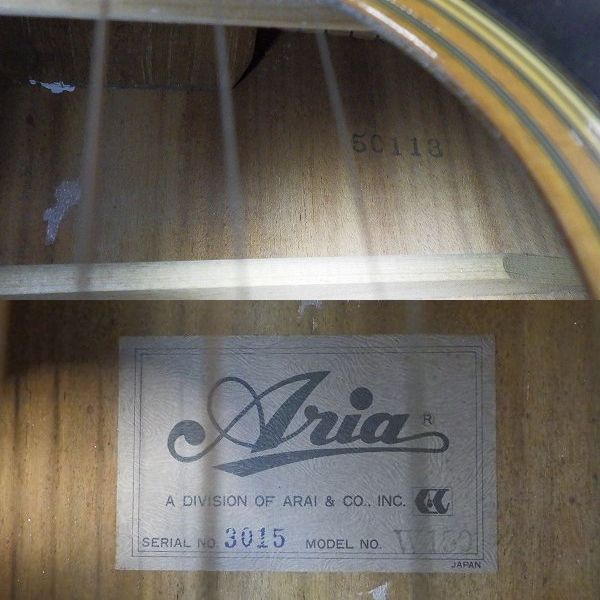 50118
Aria ®
A DIVISION OF ARAI & CO., INC.
SERIAL NO. 3015 MODEL NO.
JAPAN